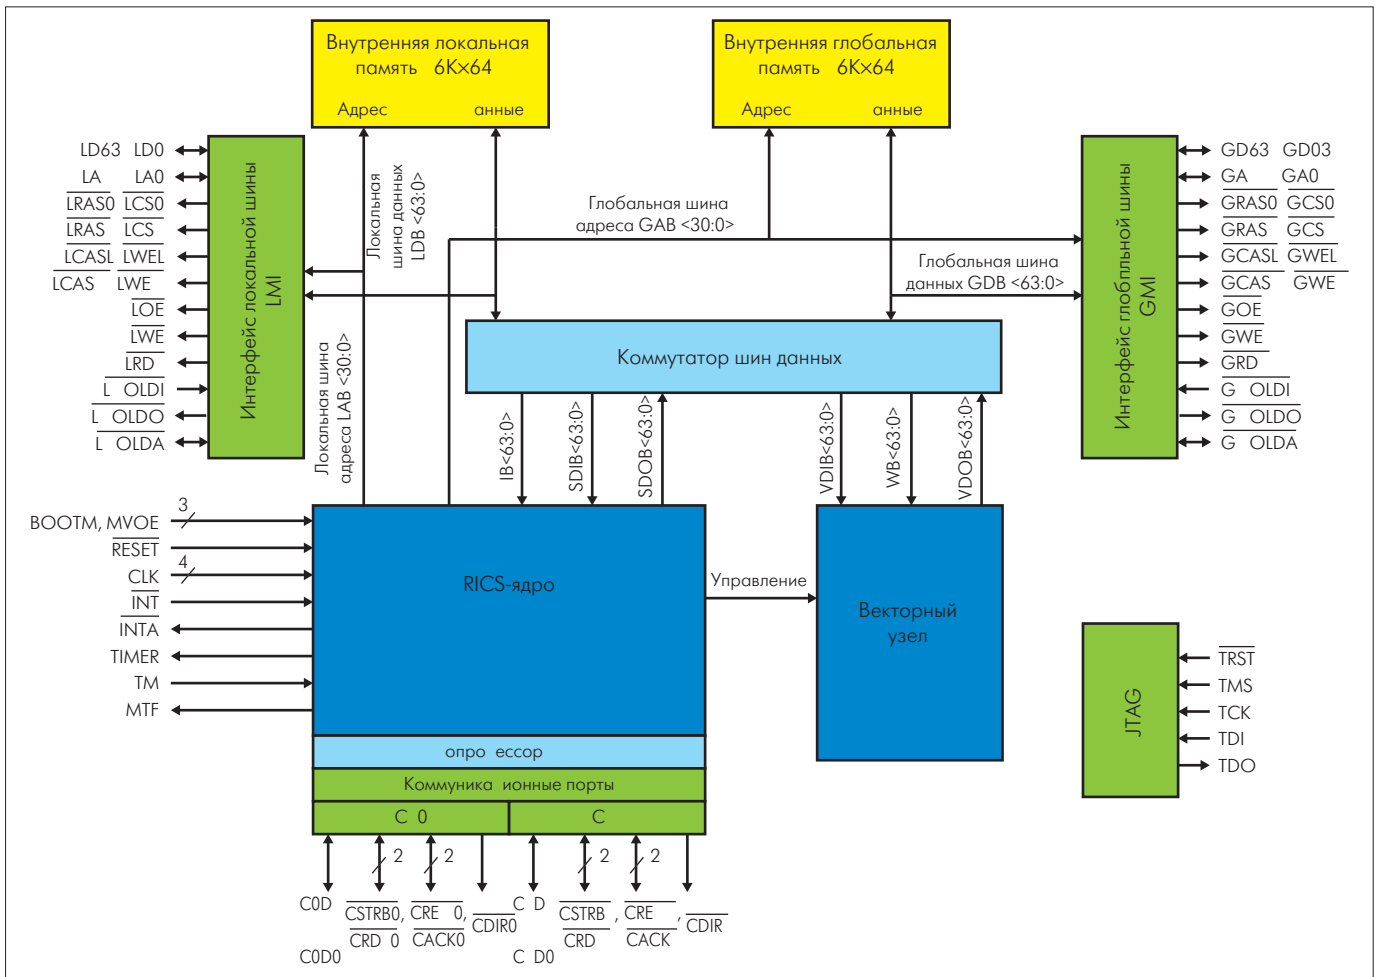 Внутренняя локальная
память 6К×64
Адрес анные
Внутренняя глобальная
память 6К×64
Адрес анные
LD63 LD0
LA LA0
LRAS0 LCS0
LRAS LCS
LCASL LWEL
LCAS LWE
LOE
LWE
LRD
L OLDI
L OLDO
L OLDA
Интерфейс локальной шины
LMI
Локальная
шина данных
LDB <63:0>
Глобальная шина
адреса GAB <30:0>
Глобальная шина
данных GDB <63:0>
Интерфейс глобпльной шины
GMI
GD63 GD03
GA GA0
GRAS0 GCS0
GRAS GCS
GCASL GWEL
GCAS GWE
GOE
GWE
GRD
G OLDI
G OLDO
G OLDA
Коммутатор шин данных
Локальная шина
адреса LAB <30:0>
IB<63:0>
SDIB<63:0>
SDOB<63:0>
VDIB<63:0>
WB<63:0>
VDOB<63:0>
BOOTM, MVOE 3
RESET
CLK 4
INT
INTA
TIMER
TM
MTF
RICS-ядро
Управление
Векторный
узел
опро ессор
Коммуника ионные порты
C 0 C
JTAG
TRST
TMS
TCK
TDI
TDO
2 2 2 2
C0D CSTRB0, CRE 0, CDIR0 C D CSTRB , CRE , CDIR
CRD 0 CACK0 CRD CACK
C0D0 C D0